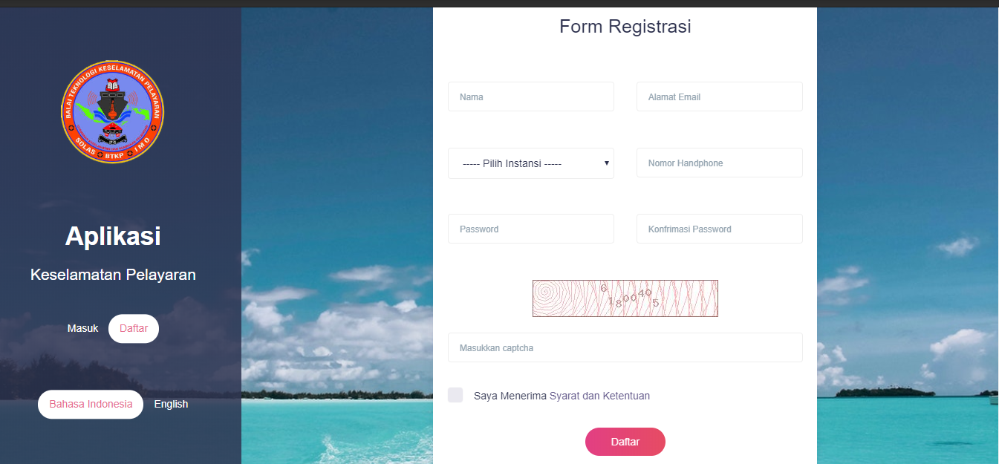 BALAI TEKNOLOGI KESELAMATAN PELAYARAN
SOLAS BTKP IMO
Aplikasi
Keselamatan Pelayaran
Masuk
Daftar
Bahasa Indonesia
English
Form Registrasi
Nama
Alamat Email
----- Pilih Instansi -----
Nomor Handphone
Password
Konfrimasi Password
61800405
Masukkan captcha
Saya Menerima Syarat dan Ketentuan
Daftar